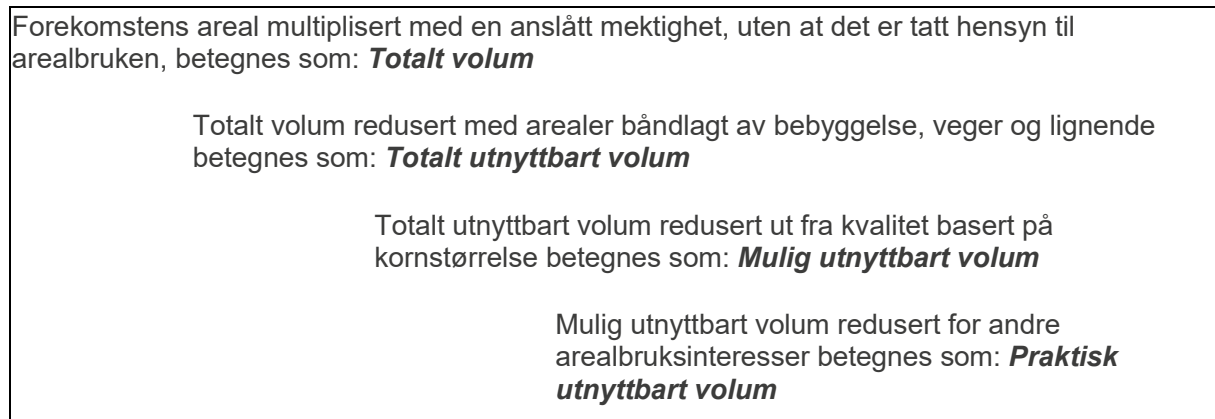 Forekomstens areal multiplisert med en anslått mektighet, uten at det er tatt hensyn til
arealbruken, betegnes som: Totalt volum
Totalt volum redusert med arealer båndlagt av bebyggelse, veger og lignende
betegnes som: Totalt utnyttbart volum
Totalt utnyttbart volum redusert ut fra kvalitet basert på
kornstørrelse betegnes som: Mulig utnyttbart volum
Mulig utnyttbart volum redusert for andre
arealbruksinteresser betegnes som: Praktisk
utnyttbart volum